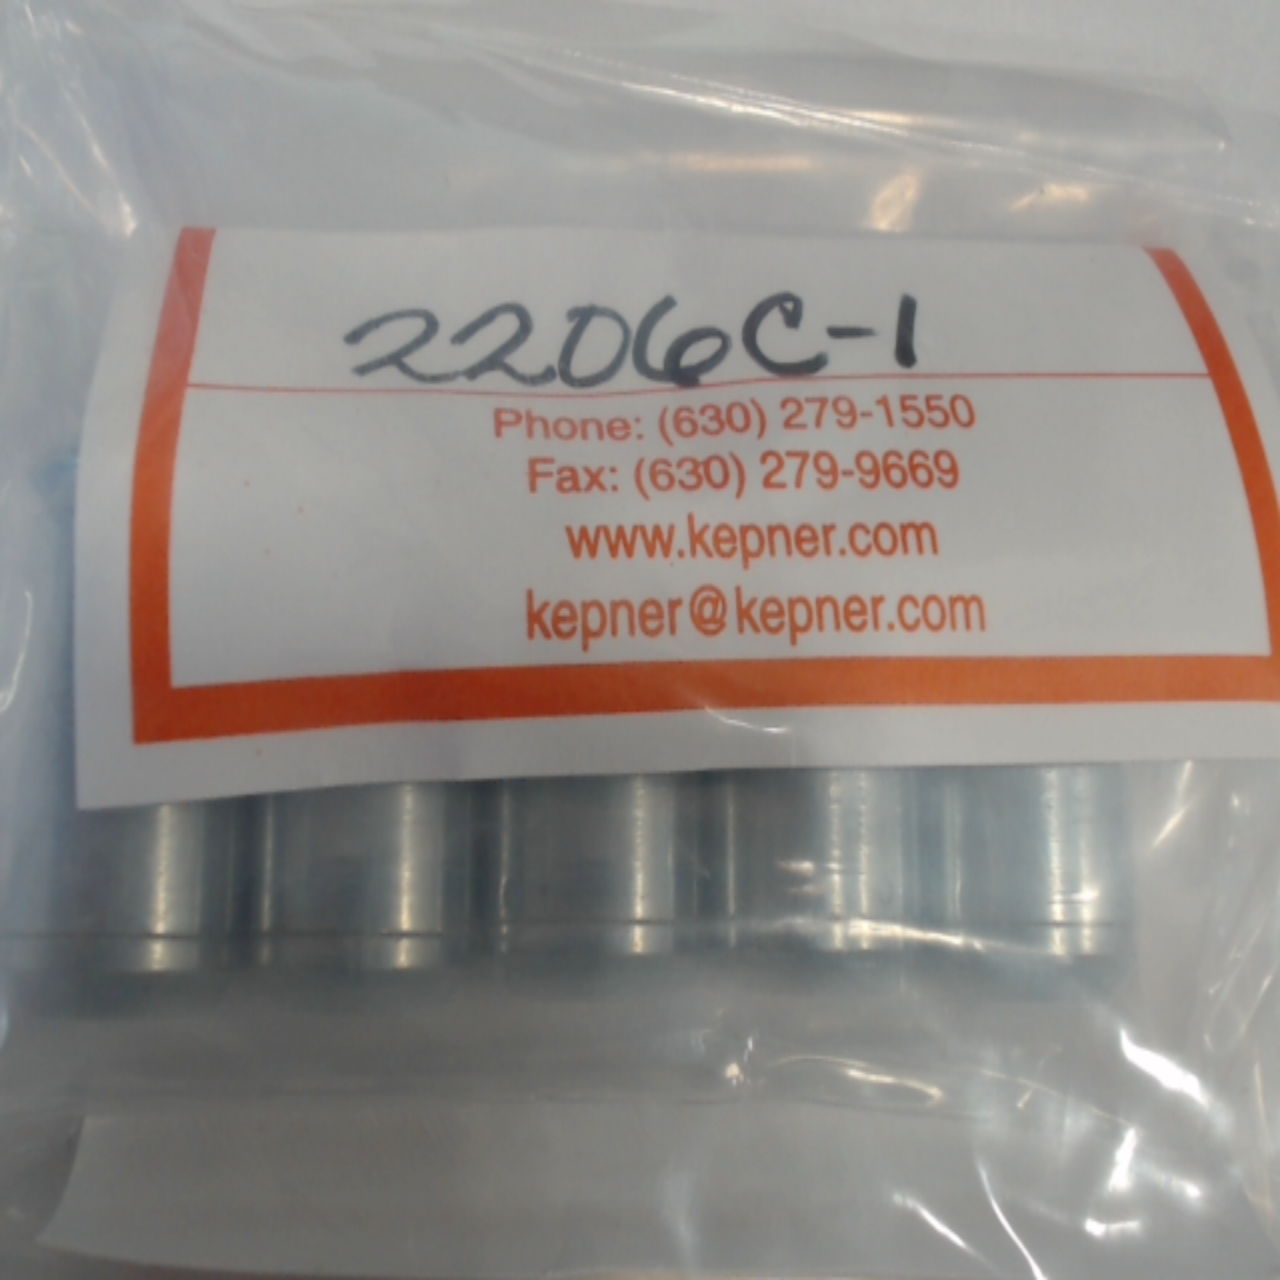 2206C-1
Phone: (630) 279-1550
Fax: (630) 279-9669
www.kepner.com
kepner@kepner.com